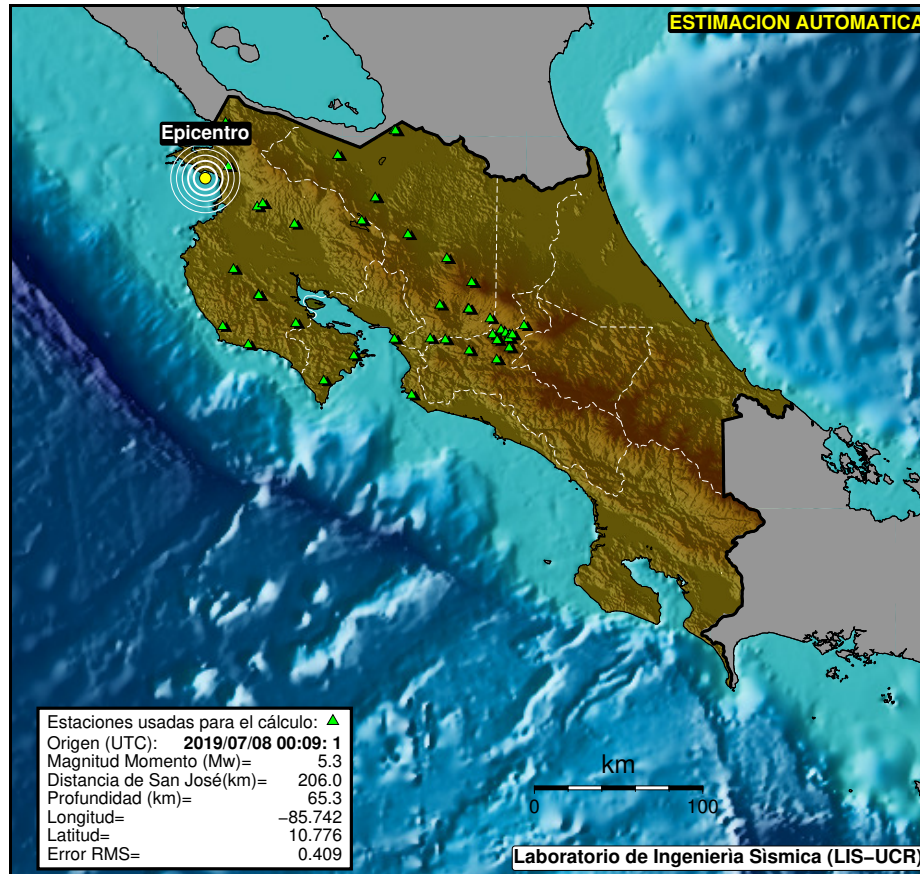 ESTIMACION AUTOMATICA
Epicentro
Estaciones usadas para el cálculo:
Origen (UTC): 2019/07/08 00:09: 1
Magnitud Momento (Mw)= 5.3
Distancia de San José(km)= 206.0
Profundidad (km)= 65.3
Longitud= −85.742
Latitud= 10.776
Error RMS= 0.409
km
0 100
Laboratorio de Ingenierìa Sìsmica (LIS−UCR)